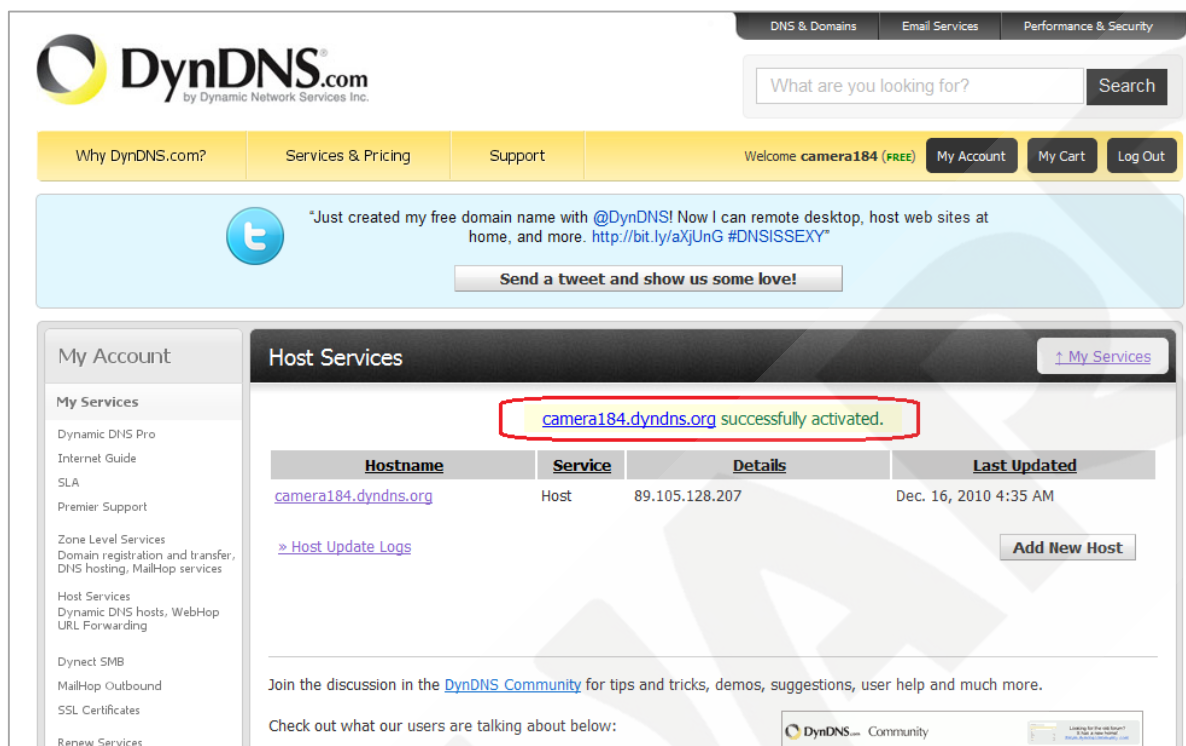 DNS & Domains Email Services Performance & Security
DynDNS.com
by Dynamic Network Services Inc.
What are you looking for? Search
Why DynDNS.com? Services & Pricing Support Welcome camera184 (FREE) My Account My Cart Log Out
“Just created my free domain name with @DynDNS! Now I can remote desktop, host web sites at
home, and more. http://bit.ly/aXjUnG #DNSISSEXY”
Send a tweet and show us some love!
My Account
My Services
Dynamic DNS Pro
Internet Guide
SLA
Premier Support
Zone Level Services
Domain registration and transfer,
DNS hosting, MailHop services
Host Services
Dynamic DNS hosts, WebHop
URL Forwarding
Dynect SMB
MailHop Outbound
SSL Certificates
Renew Services
Host Services ↑ My Services
camera184.dyndns.org successfully activated.
Hostname Service Details Last Updated
camera184.dyndns.org Host 89.105.128.207 Dec. 16, 2010 4:35 AM
» Host Update Logs Add New Host
Join the discussion in the DynDNS Community for tips and tricks, demos, suggestions, user help and much more.
Check out what our users are talking about below:
DynDNS.com Community